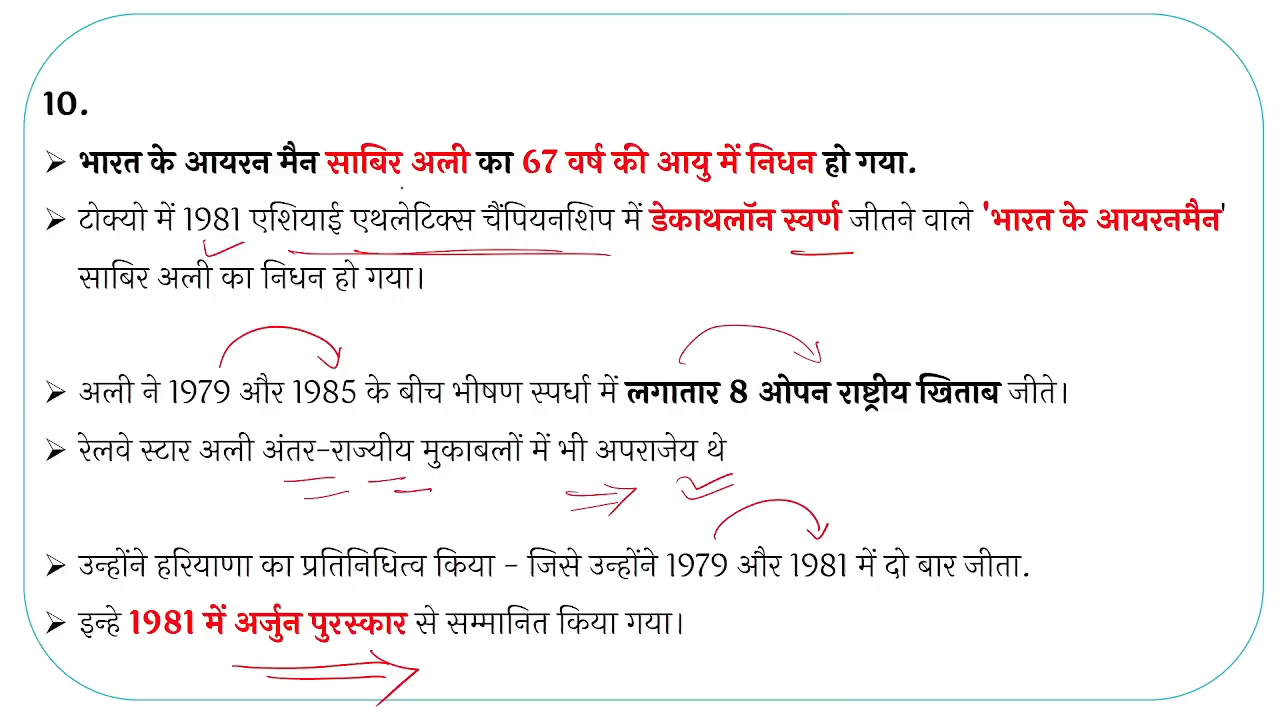 10.
➢ भारत के आयरन मैन साबिर अली का 67 वर्ष की आयु में निधन हो गया.
➢ टोक्यो में 1981 एशियाई एथलेटिक्स चैंपियनशिप में डेकाथलॉन स्वर्ण जीतने वाले 'भारत के आयरनमैन'
साबिर अली का निधन हो गया।
➢ अली ने 1979 और 1985 के बीच भीषण स्पर्धा में लगातार 8 ओपन राष्ट्रीय खिताब जीते।
➢ रेलवे स्टार अली अंतर-राज्यीय मुकाबलों में भी अपराजेय थे
➢ उन्होंने हरियाणा का प्रतिनिधित्व किया - जिसे उन्होंने 1979 और 1981 में दो बार जीता.
➢ इन्हे 1981 में अर्जुन पुरस्कार से सम्मानित किया गया।